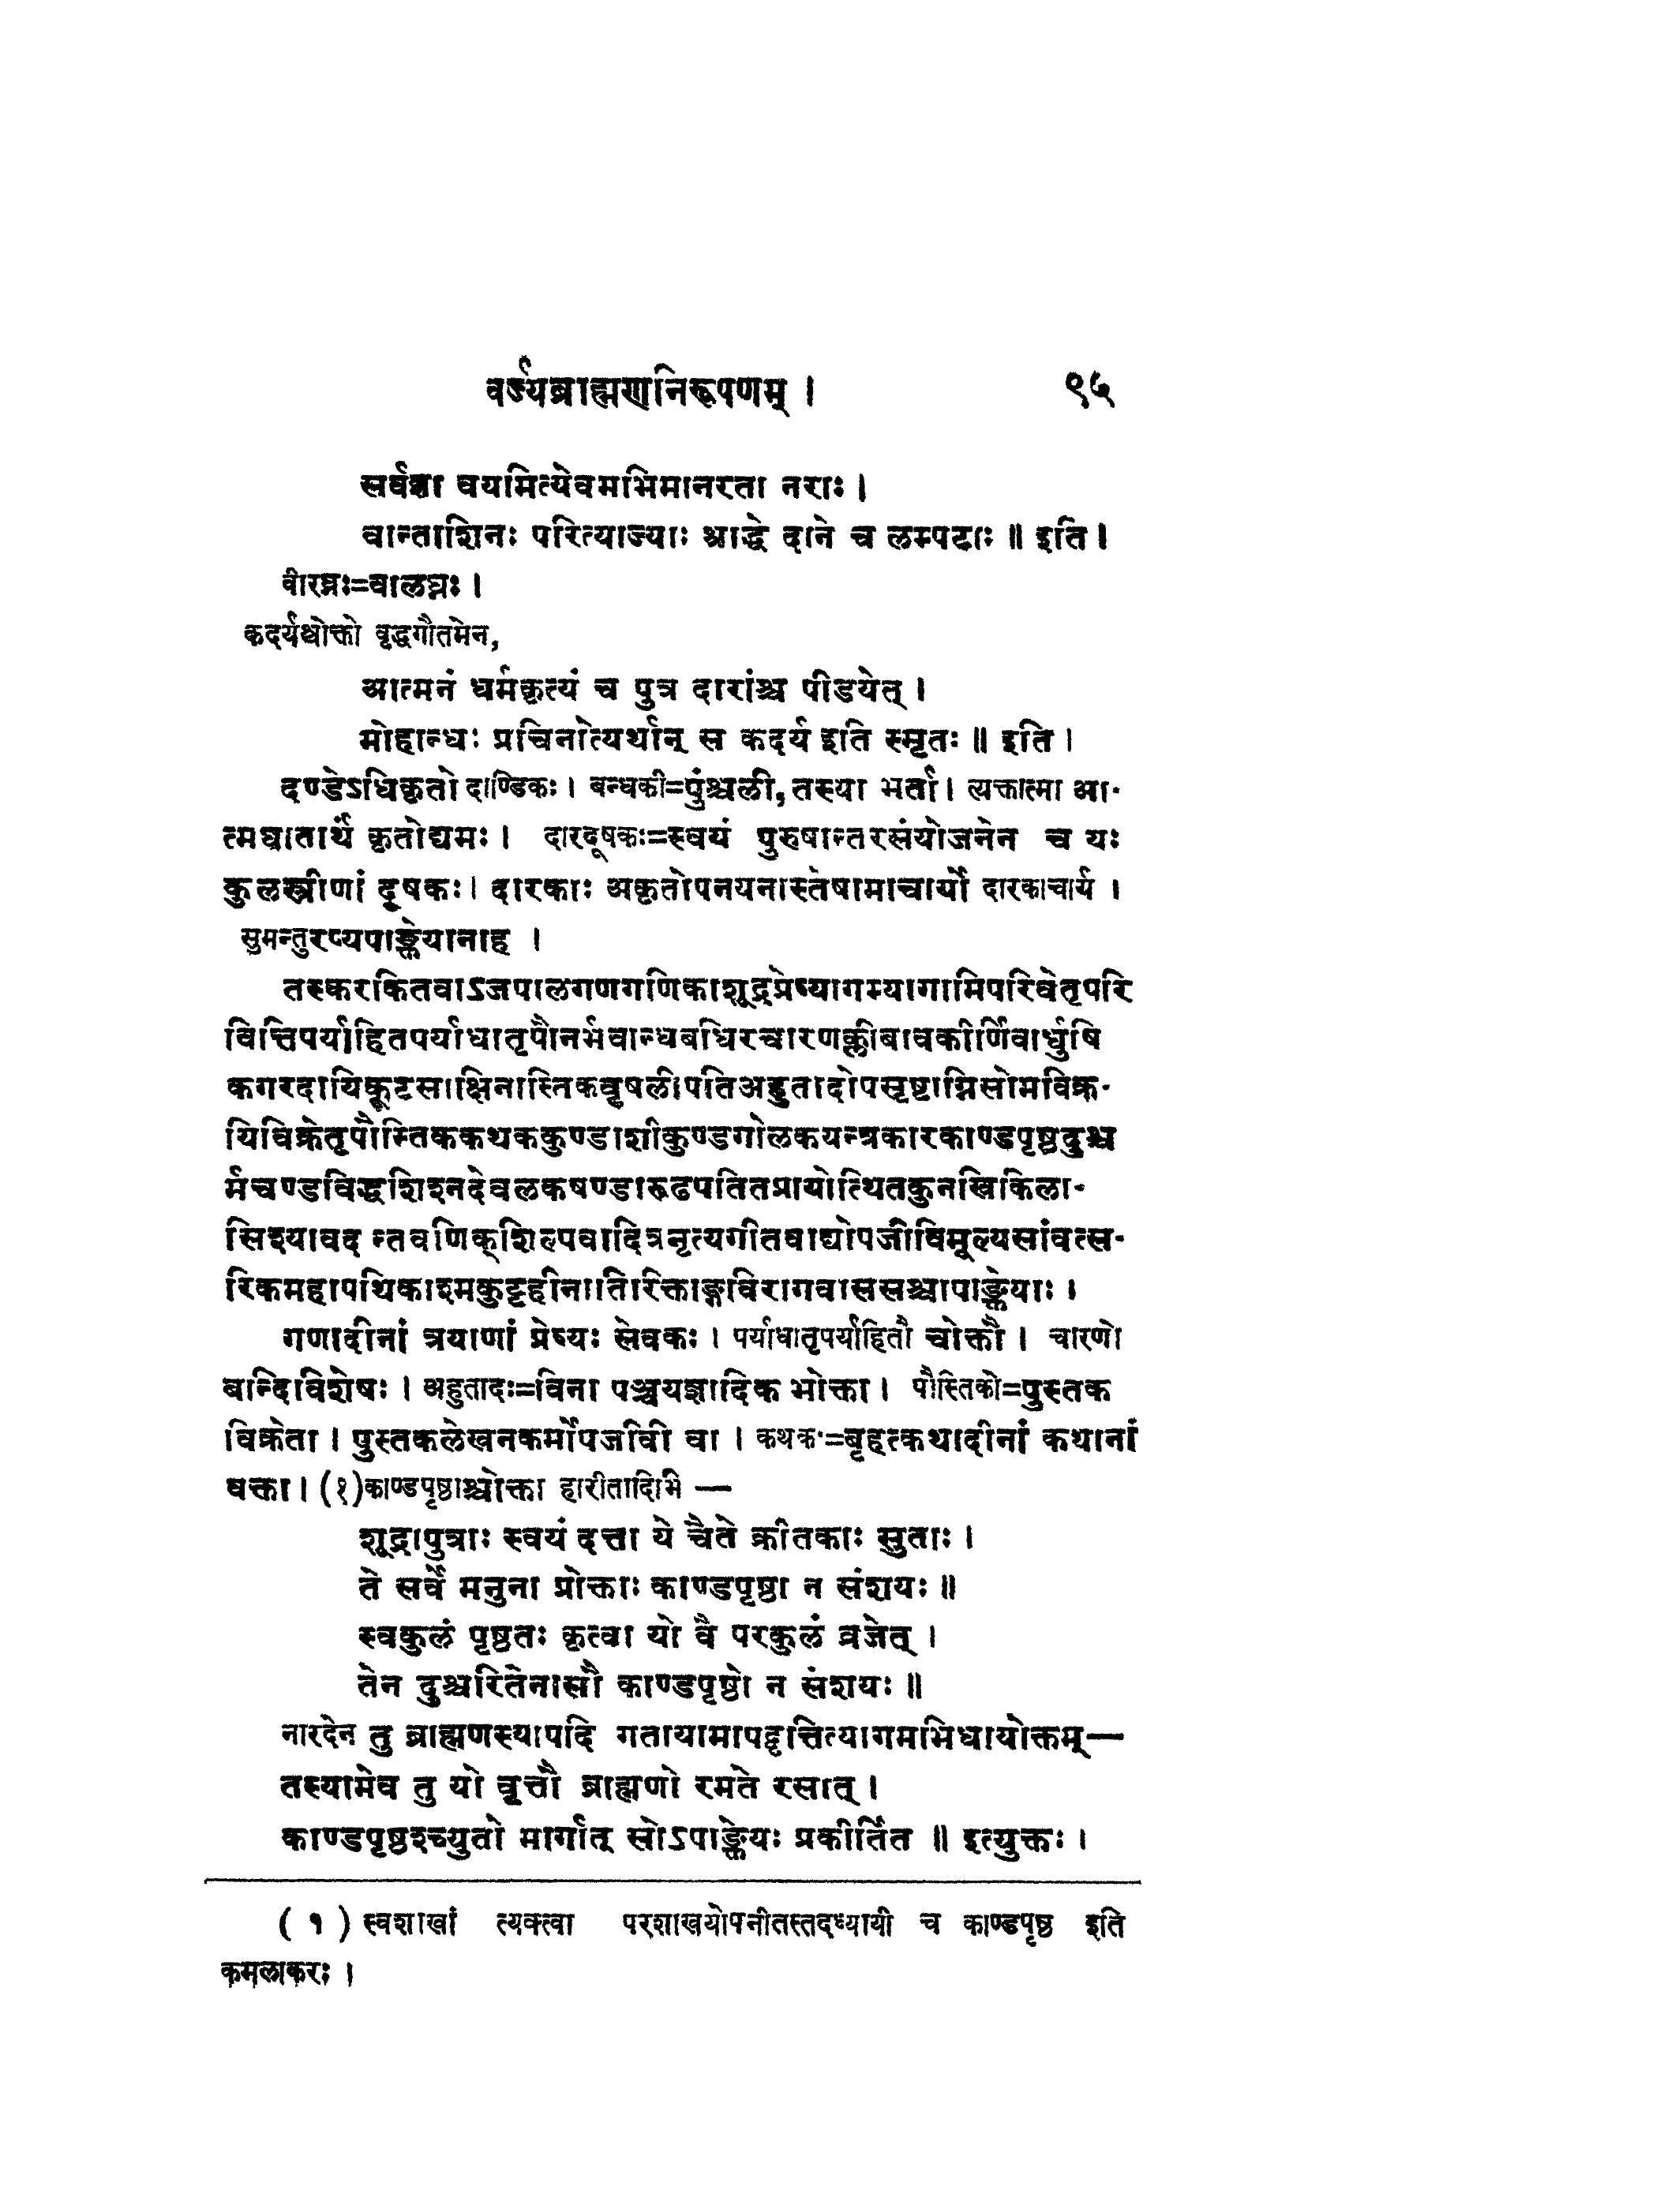 वर्ज्यब्राह्मणनिरूपणम् । ९५
सर्वज्ञा वयमित्येवमभिमानरता नराः ।
वान्ताशिनः परित्याज्याः श्राद्धे दाने च लम्पटाः ॥ इति ।
वीरघ्नः=बालघ्नः ।
कदर्यश्चोक्तो वृद्धगौतमेन,
आत्मनं धर्मकृत्यं च पुत्र दारांश्च पीडयेत् ।
मोहान्धः प्रचिनोत्यर्थान् स कदर्य इति स्मृतः ॥ इति ।
दण्डेऽधिकृतो दाण्डिकः । बन्धकी=पुंश्चली, तस्या भर्ता । त्यक्तात्मा आ-
त्मघातार्थं कृतोद्यमः । दारदूषकः=स्वयं पुरुषान्तरसंयोजनेन च यः
कुलस्त्रीणां दूषकः । दारकाः अकृतोपनयनास्तेषामाचार्यो दारकाचार्य ।
सुमन्तुरप्यपाङ्क्तेयानाह ।
तस्करकितवाऽजपालगणगणिकाशूद्रप्रेष्यागम्यागामिपरिवेतृपरि
वित्तिपर्याहितपर्याधातृपौनर्भवान्धबधिरचारणक्लीबावकीर्णिवार्धुषि
कगरदायिकूटसाक्षिनास्तिकवृषलीपतिअहुतादोपसृष्टाग्निसोमविक्र-
यिविक्रेतृपौस्तिककथककुण्डाशीकुण्डगोलकयन्त्रकारकाण्डपृष्ठदुश्च
र्मचण्डविद्धशिश्नदेवलकषण्डारूढपतितप्रायोत्थितकुनखिकिला-
सिश्यावद न्तवणिक्शिल्पवादित्रनृत्यगीतवाद्योपजीविमूल्यसांवत्स-
रिकमहापथिकाश्मकुट्टहीनातिरिक्ताङ्गविरागवाससश्चापाङ्क्तेयाः ।
गणादीनां त्रयाणां प्रेष्यः सेवकः । पर्याधातृपर्याहितौ चोक्तौ । चारणो
बन्दिविशेषः । अहुतादः=विना पञ्चयज्ञादिक भोक्ता । पौस्तिको=पुस्तक
विक्रेता । पुस्तकलेखनकर्मोपजीवी वा । कथक·=बृहत्कथादीनां कथानां
वक्ता । (१)काण्डपृष्ठाश्चोक्ता हारीतादिभि —
शूद्रापुत्राः स्वयं दत्ता ये चैते क्रीतकाः सुताः ।
ते सर्वे मनुना प्रोक्ताः काण्डपृष्ठा न संशयः ॥
स्वकुलं पृष्ठतः कृत्वा यो वै परकुलं व्रजेत् ।
तेन दुश्चरितेनासौ काण्डपृष्ठो न संशयः ॥
नारदेन तु ब्राह्मणस्यापदि गतायामापद्वृत्तित्यागमभिधायोक्तम्—
तस्यामेव तु यो वृत्तौ ब्राह्मणो रमते रसात् ।
काण्डपृष्ठश्च्युतो मार्गात् सोऽपाङ्क्तेयः प्रकीर्तित ॥ इत्युक्तः ।
( १ ) स्वशाखां त्यक्त्वा परशाखयोपनीतस्तदध्यायी च काण्डपृष्ठ इति
कमलाकरः ।